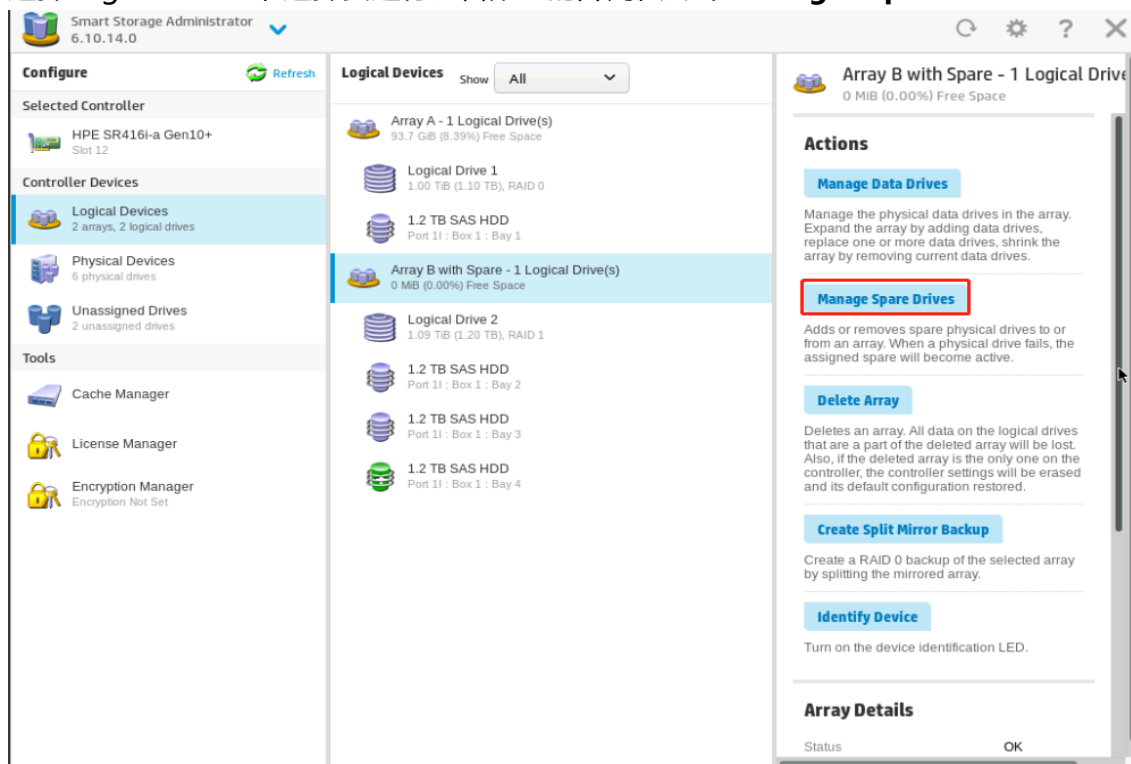 Smart Storage Administrator
6.10.14.0
Configure
Refresh
Selected Controller
HPE SR416i-a Gen10+
Slot 12
Controller Devices
Logical Devices
2 arrays, 2 logical drives
Physical Devices
6 physical drives
Unassigned Drives
2 unassigned drives
Tools
Cache Manager
License Manager
Encryption Manager
Encryption Not Set
Logical Devices
Show
All
Array A - 1 Logical Drive(s)
93.7 GiB (8.39%) Free Space
Logical Drive 1
1.00 TiB (1.10 TB), RAID 0
1.2 TB SAS HDD
Port 1I : Box 1 : Bay 1
Array B with Spare - 1 Logical Drive(s)
0 MiB (0.00%) Free Space
Logical Drive 2
1.09 TiB (1.20 TB), RAID 1
1.2 TB SAS HDD
Port 1I : Box 1 : Bay 2
1.2 TB SAS HDD
Port 1I : Box 1 : Bay 3
1.2 TB SAS HDD
Port 1I : Box 1 : Bay 4
Array B with Spare - 1 Logical Drive
0 MiB (0.00%) Free Space
Actions
Manage Data Drives
Manage the physical data drives in the array.
Expand the array by adding data drives,
replace one or more data drives, shrink the
array by removing current data drives.
Manage Spare Drives
Adds or removes spare physical drives to or
from an array. When a physical drive fails, the
assigned spare will become active.
Delete Array
Deletes an array. All data on the logical drives
that are a part of the deleted array will be lost.
Also, if the deleted array is the only one on the
controller, the controller settings will be erased
and its default configuration restored.
Create Split Mirror Backup
Create a RAID 0 backup of the selected array
by splitting the mirrored array.
Identify Device
Turn on the device identification LED.
Array Details
Status
OK